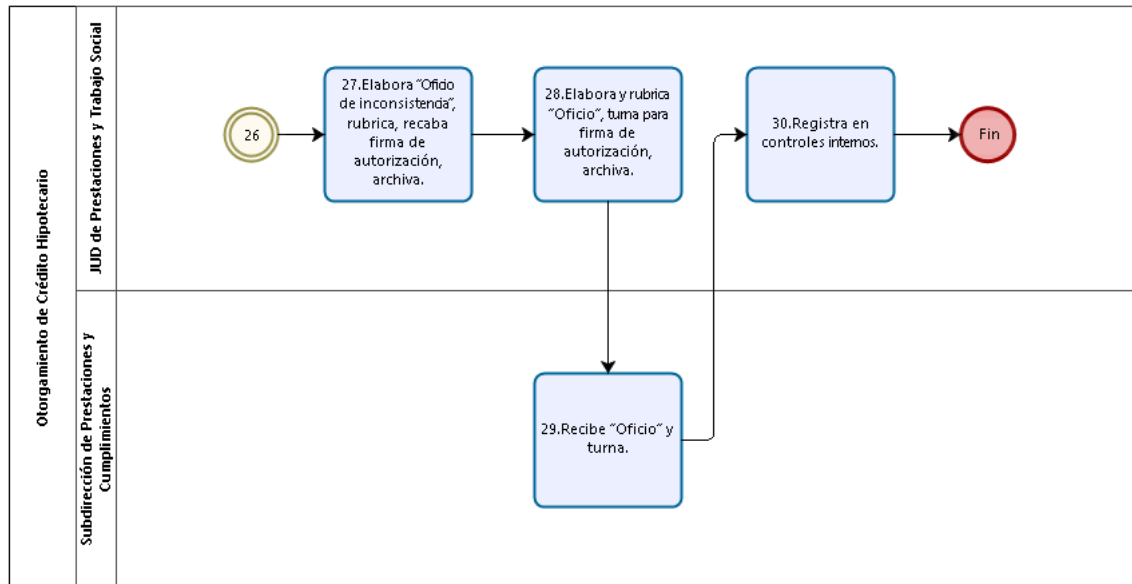 Otorgamiento de Crédito Hipotecario
JUD de Prestaciones y Trabajo Social
26
27.Elabora “Oficio
de inconsistencia”,
rubrica, recaba
firma de
autorización,
archiva.
28.Elabora y rubrica
“Oficio”, turna para
firma de
autorización,
archiva.
30.Registra en
controles internos.
Fin
Subdirección de Prestaciones y
Cumplimientos
29.Recibe “Oficio” y
turna.